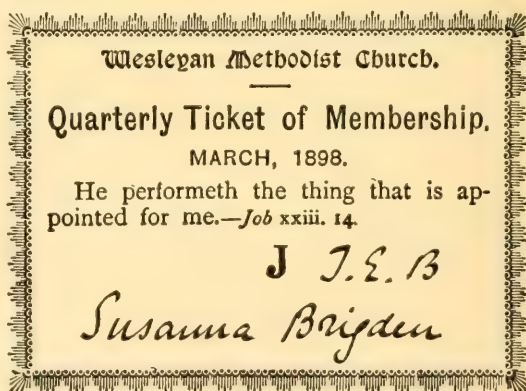 Wesleyan Methodist Church.
Quarterly Ticket of Membership.
MARCH, 1898.
He performeth the thing that is ap-
pointed for me.—Job xxiii. 14.
J T. E. B
Susanna Brigden